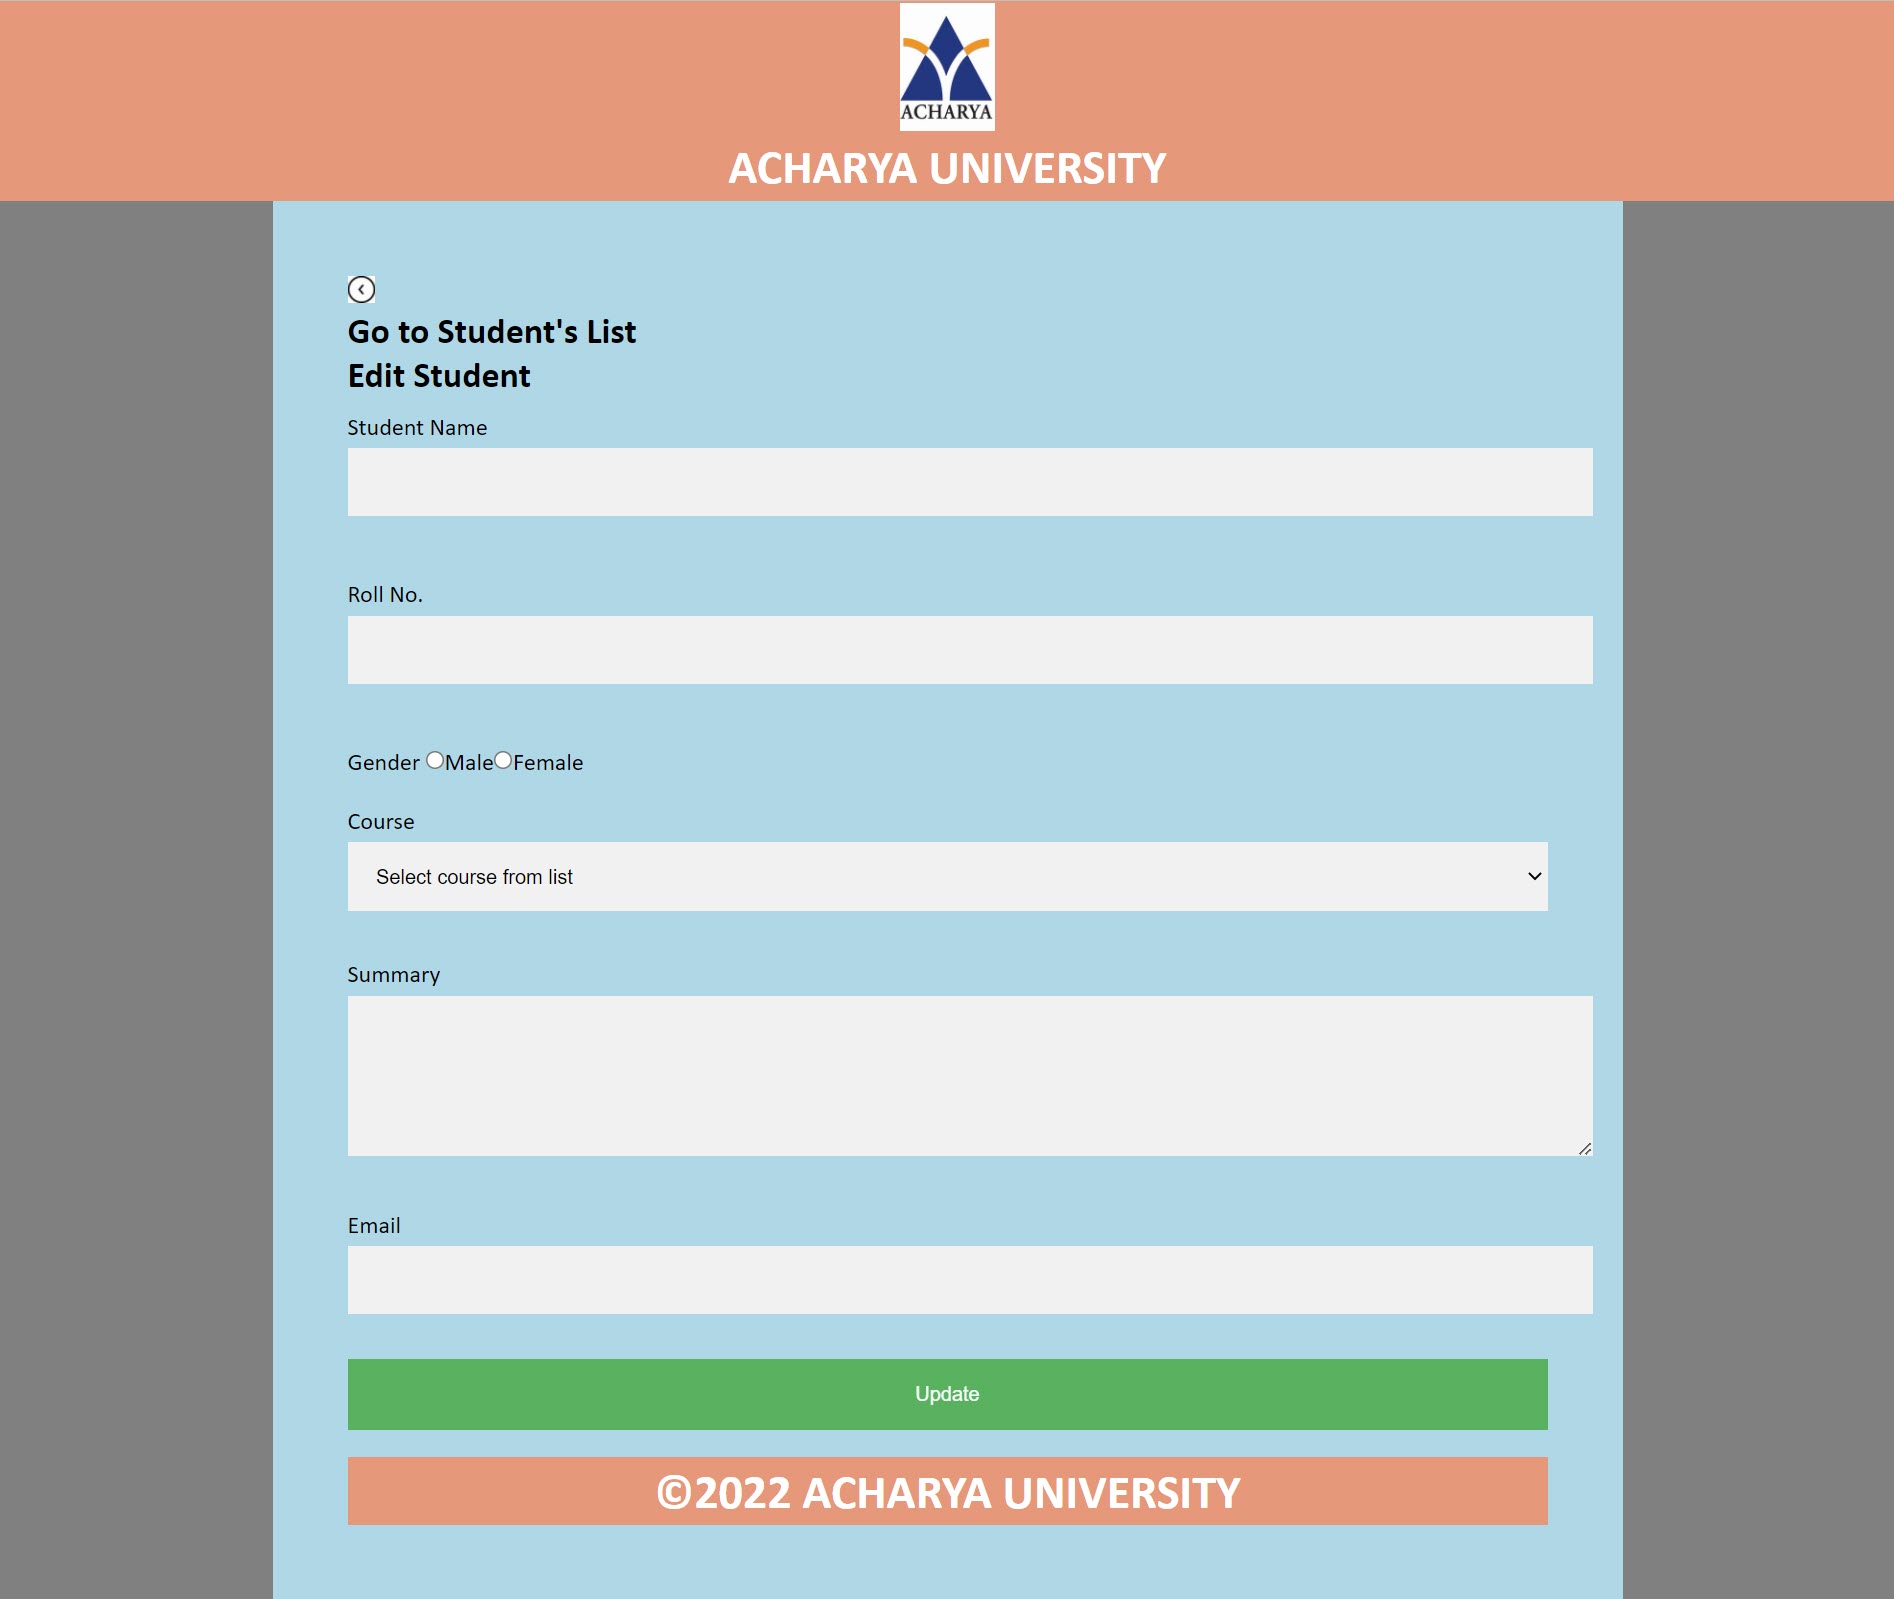 ACHARYA
ACHARYA UNIVERSITY
Go to Student's List
Edit Student
Student Name
Roll No.
Gender Male Female
Course
Select course from list
Summary
Email
Update
©2022 ACHARYA UNIVERSITY